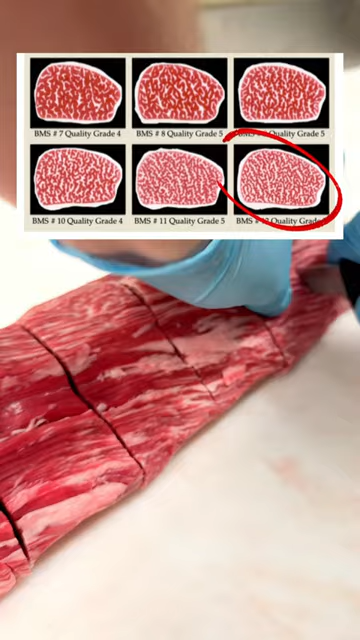 BMS # 7 Quality Grade 4
BMS # 8 Quality Grade 5
Quality Grade 5
BMS # 10 Quality Grade 4
BMS # 11 Quality Grade 5
BMS # 12 Quality Grade